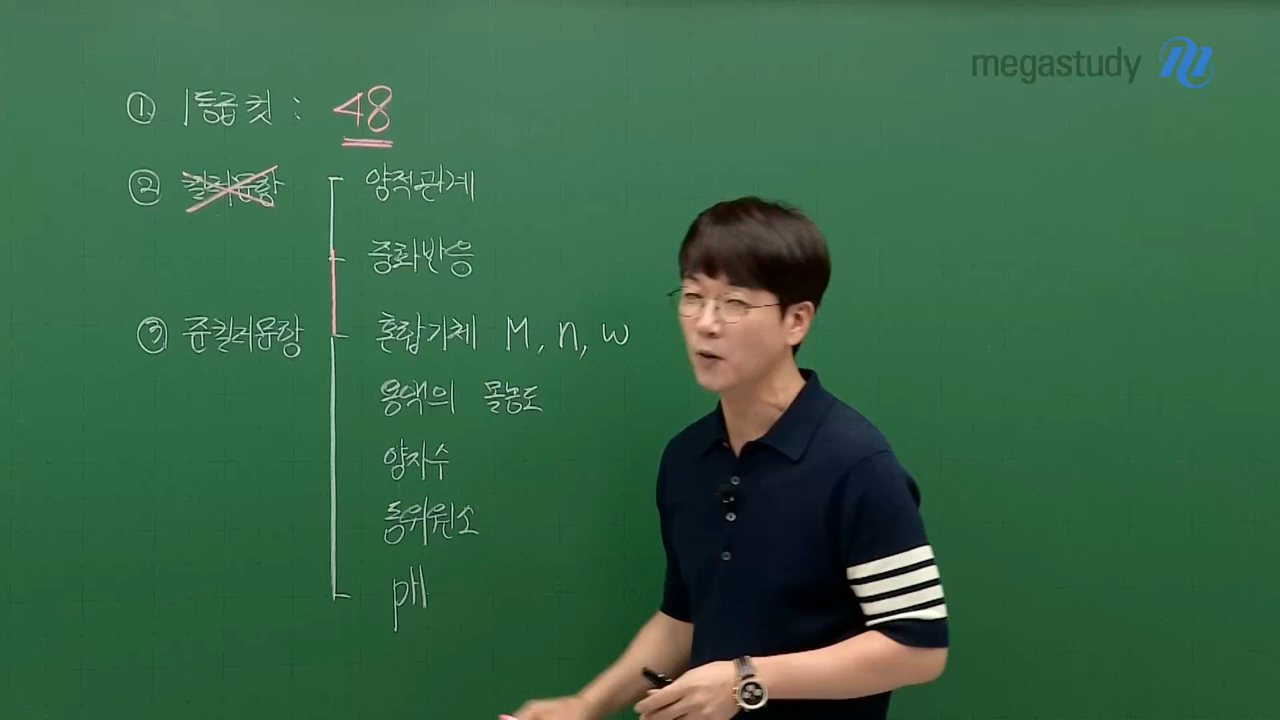 megastudy
① 1등급 컷 : 48
② 킬러문항 양적관계
중화반응
③ 준킬러문항 혼합기체 M, n, w
용액의 몰농도
양자수
동위원소
pH